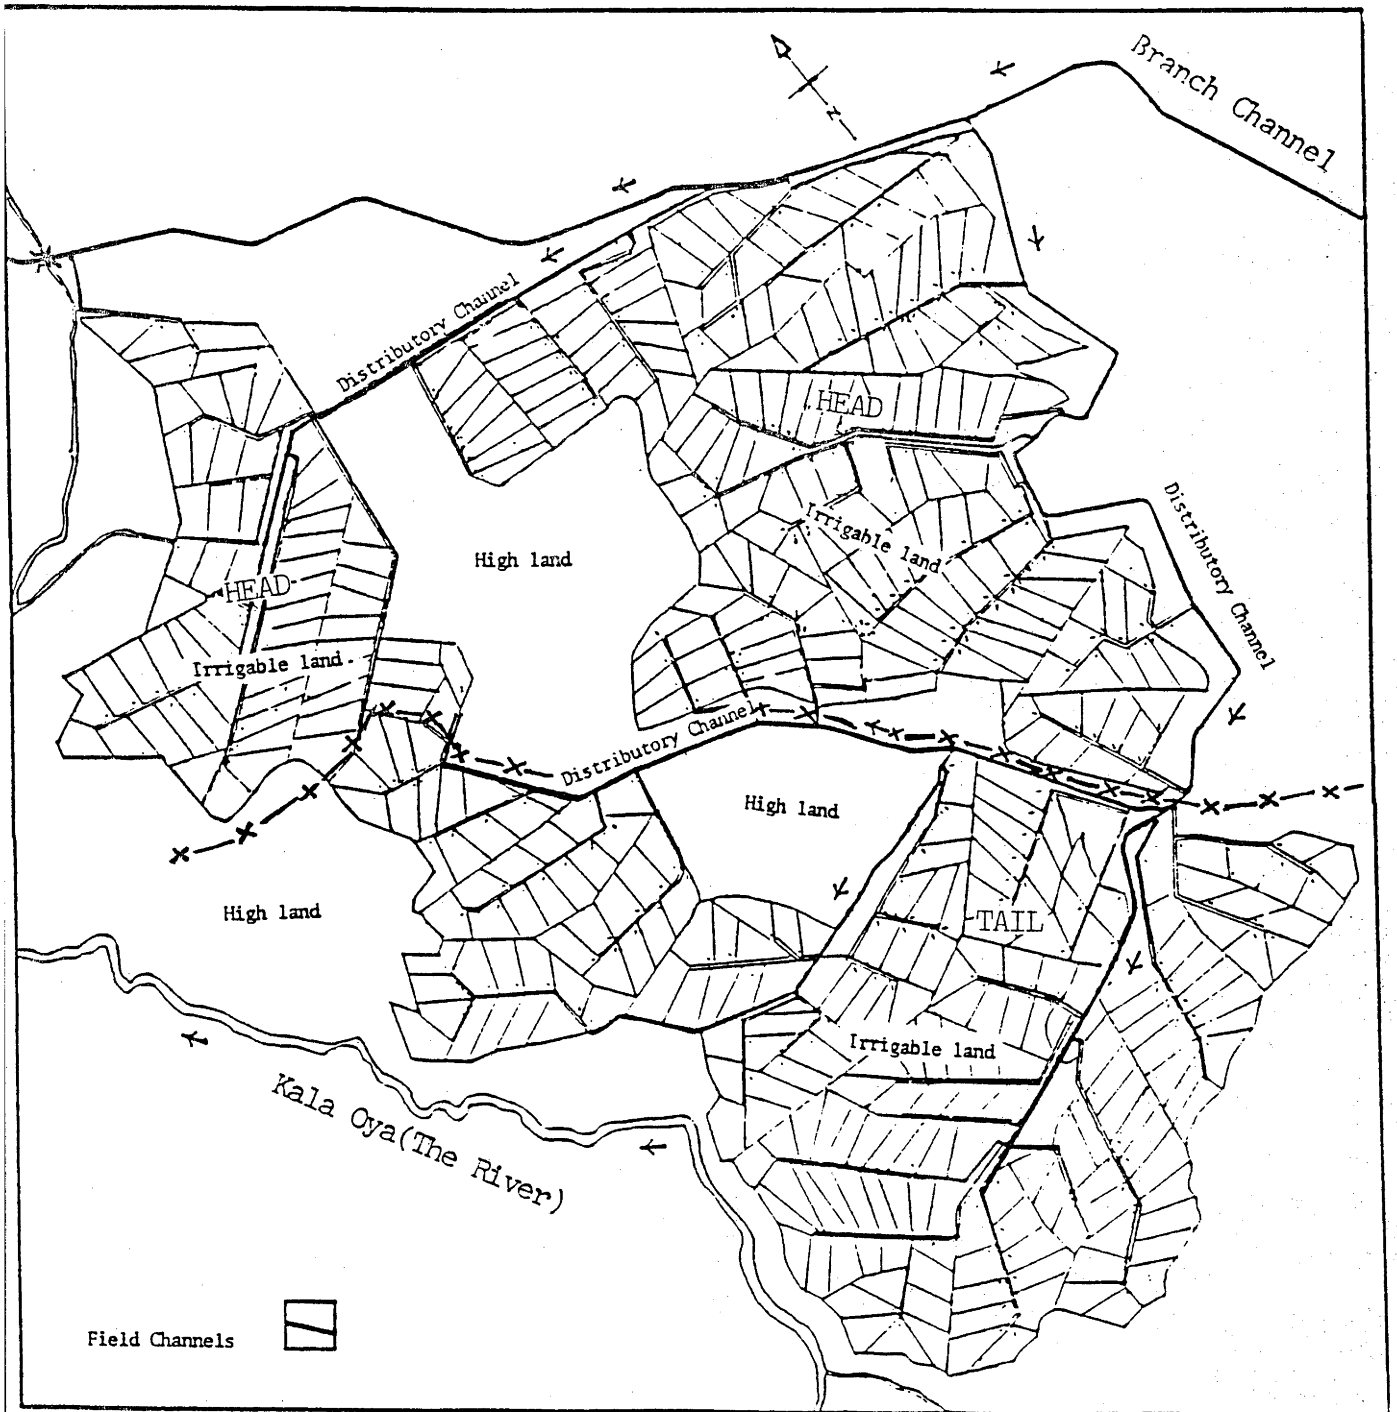 Branch Channel
N
Distributory Channel
HEAD
Irrigable land
Distributory Channel
High land
HEAD
Irrigable land
Distributory Channel
High land
High land
TAIL
Irrigable land
Kala Oya(The River)
Field Channels